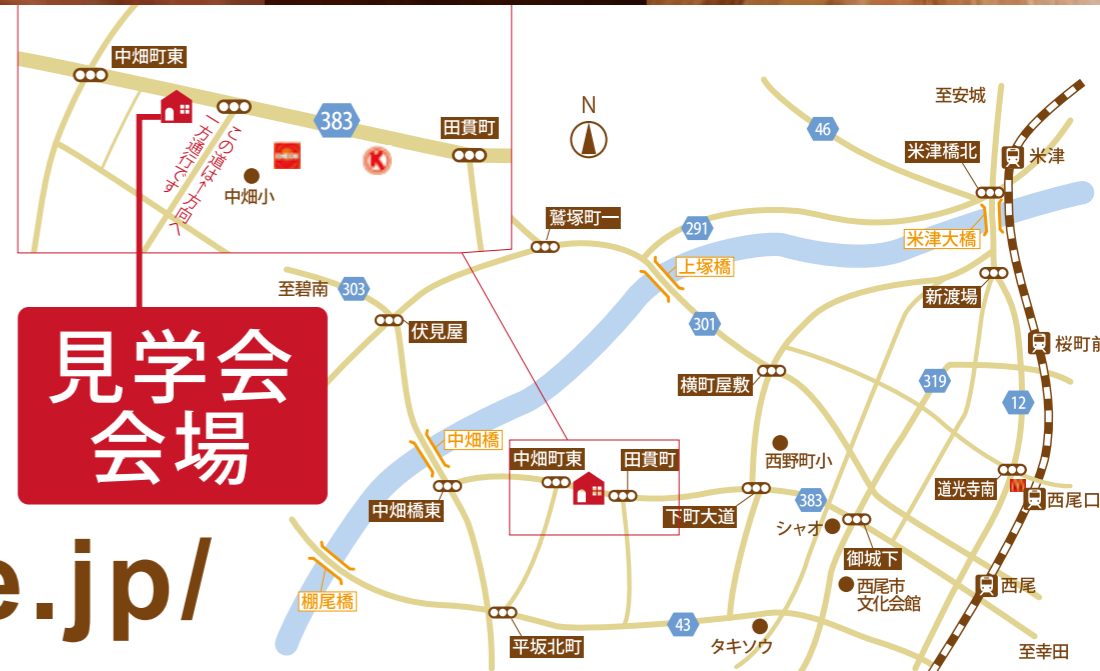 中畑町東
383
田貫町
この道は↑方向へ
一方通行です
K
中畑小
N
至安城
46
米津橋北
米津
鷲塚町一
291
米津大橋
上塚橋
至碧南
303
新渡場
伏見屋
301
桜町前
見学会
会場
横町屋敷
319
12
中畑橋
中畑町東
田貫町
西野町小
道光寺南
西尾口
中畑橋東
下町大道
383
シャオ
御城下
e.jp/
棚尾橋
西尾市
文化会館
西尾
平坂北町
43
タキソウ
至幸田